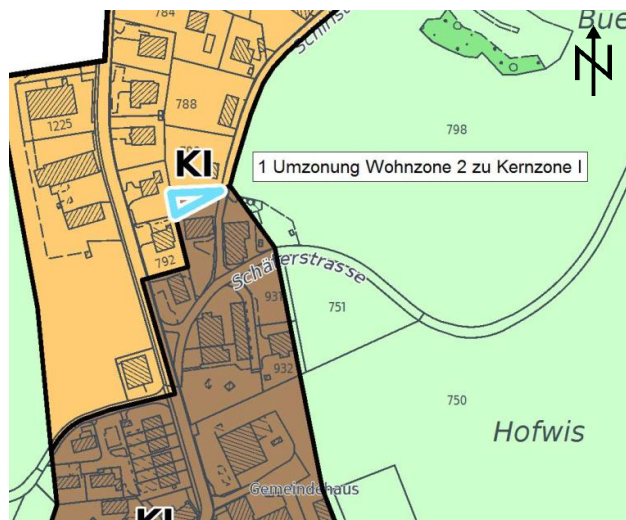 784
Bue
N
788
1225
798
KI
1 Umzonung Wohnzone 2 zu Kernzone I
792
Schäferstrasse
931
751
932
750
Hofwis
Gemeindehaus
KI